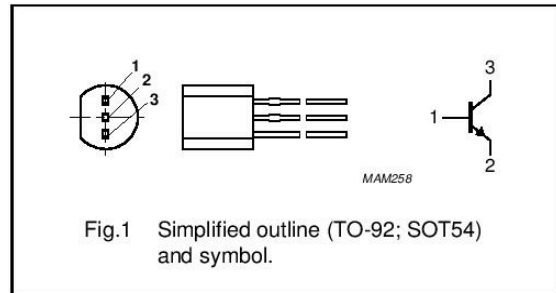 1
2
3
3
1
2
MAM258
Fig.1 Simplified outline (TO-92; SOT54)
and symbol.